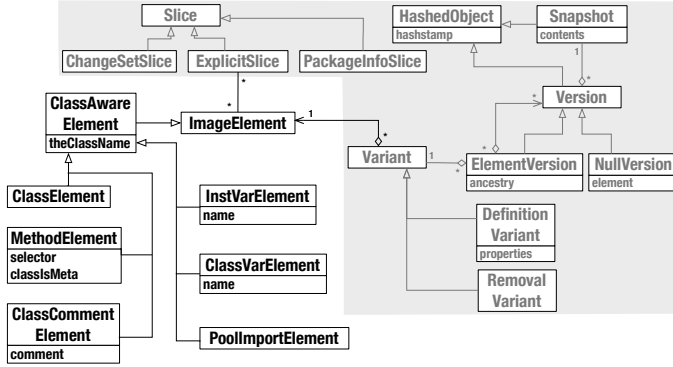 Slice
HashedObject
hashstamp
Snapshot
contents
ChangeSetSlice
ExplicitSlice
PackageInfoSlice
1
*
*
*
Version
ClassAware
Element
theClassName
*
ImageElement
1
*
*
Variant
1
*
ElementVersion
ancestry
NullVersion
element
ClassElement
InstVarElement
name
Definition
Variant
properties
MethodElement
selector
classIsMeta
ClassVarElement
name
Removal
Variant
ClassComment
Element
comment
PoolImportElement